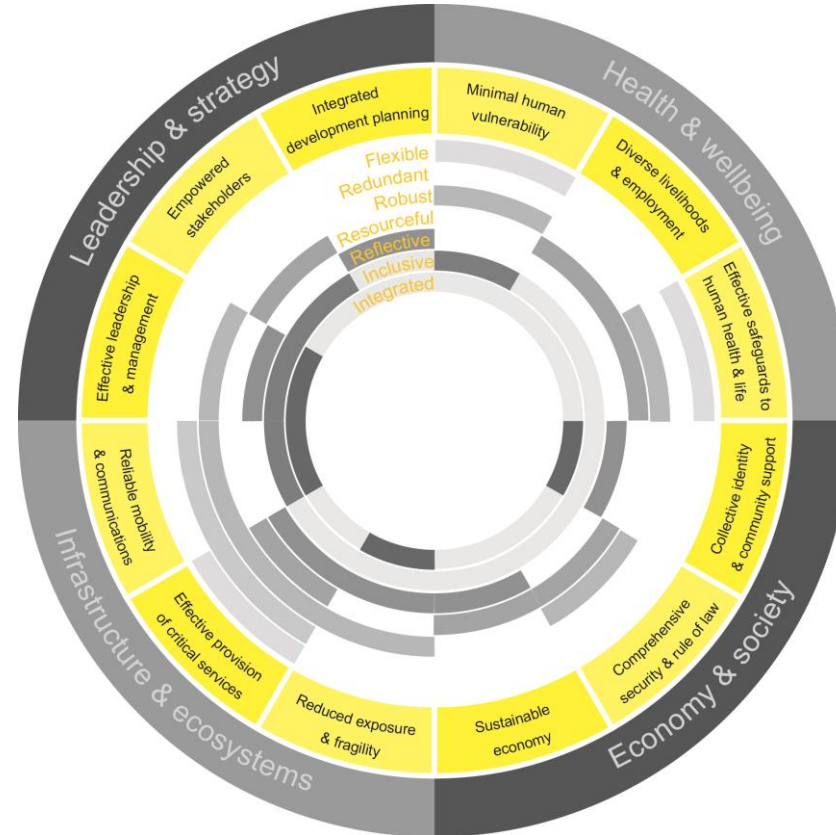 Leadership & strategy
Health & wellbeing
Integrated
development planning
Minimal human
vulnerability
Empowered
stakeholders
Flexible
Redundant
Robust
Resourceful
Reflective
Inclusive
Integrated
Diverse livelihoods
& employment
Effective leadership
& management
Effective safeguards to
human health & life
Reliable mobility
& communications
Collective identity
& community support
Effective provision
of critical services
Comprehensive
security & rule of law
Reduced exposure
& fragility
Sustainable
economy
Infrastructure & ecosystems
Economy & society